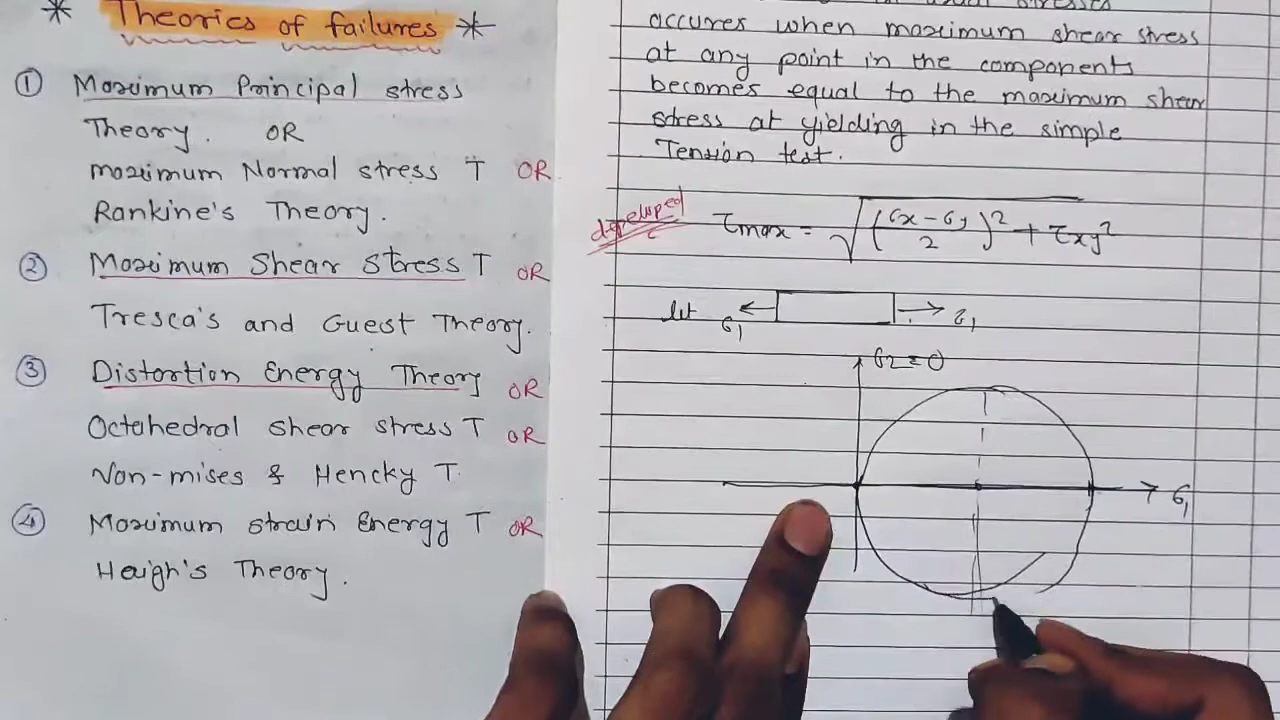 * Theories of failures *
① Maximum Principal stress
Theory. OR
maximum Normal stress T OR
Rankine's Theory.
② Maximum Shear Stress T OR
Tresca's and Guest Theory.
③ Distortion Energy Theory OR
Octahedral shear stress T OR
Von-mises & Hencky T.
④ Maximum strain Energy T OR
Heigh's Theory.
stresses
accures when maximum shear stress
at any point in the components
becomes equal to the maximum shear
stress at yielding in the simple
Tension test.
developed τmax = √((σx-σy)/2)² + τxy²
let σ₁ σ₁
σ2=0
σ₁